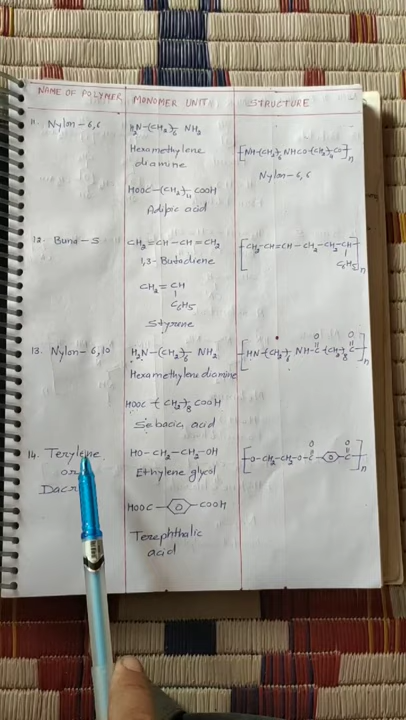 NAME OF POLYMER MONOMER UNIT STRUCTURE
11. Nylon-6,6
H₂N-(CH₂)₆ NH₂
Hexamethylene
diamine
HOOC-(CH₂)₄ COOH
Adipic acid
[NH-(CH₂)₆ NHCO-(CH₂)₄ CO]n
Nylon-6,6
12. Buna-S
CH₂=CH-CH=CH₂
1,3-Butadiene
CH₂=CH
|
C₆H₅
Styrene
[CH₂-CH=CH-CH₂-CH₂-CH]n
|
C₆H₅
13. Nylon-6,10
H₂N-(CH₂)₆ NH₂
Hexamethylene diamine
HOOC-(CH₂)₈ COOH
Sebacic acid
O O
|| ||
[HN-(CH₂)₆ NH-C-(CH₂)₈-C]n
14. Terylene
or
HO-CH₂-CH₂-OH
Ethylene glycol
HOOC- -COOH
Terephthalic
acid
O O
|| ||
[O-CH₂-CH₂-O-C- -C]n